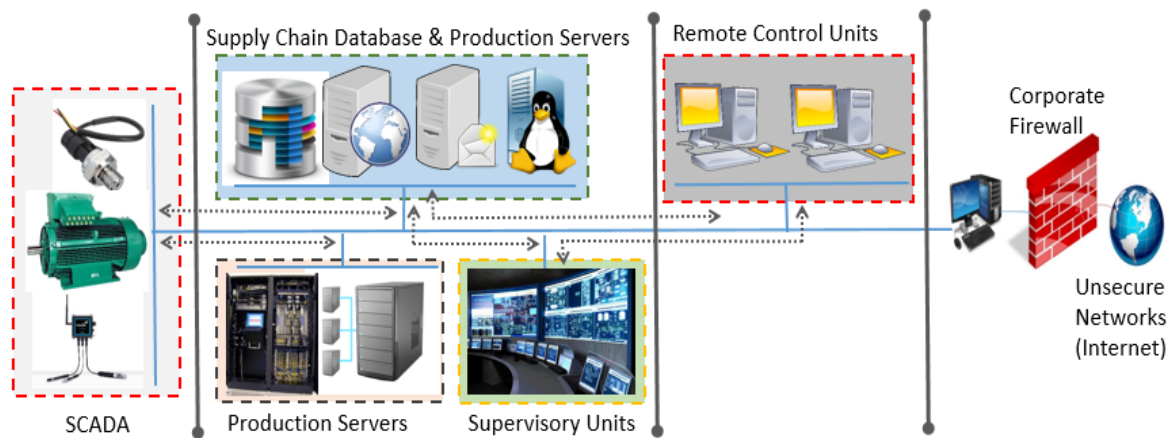 Supply Chain Database & Production Servers
Remote Control Units
Corporate
Firewall
Unsecure
Networks
(Internet)
SCADA
Production Servers
Supervisory Units